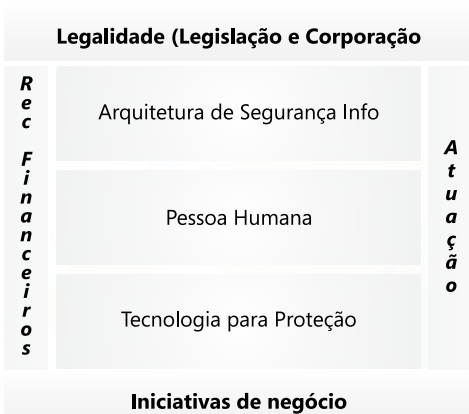 Legalidade (Legislação e Corporação
Rec Financeiros
Arquitetura de Segurança Info
Pessoa Humana
Tecnologia para Proteção
Atuação
Iniciativas de negócio